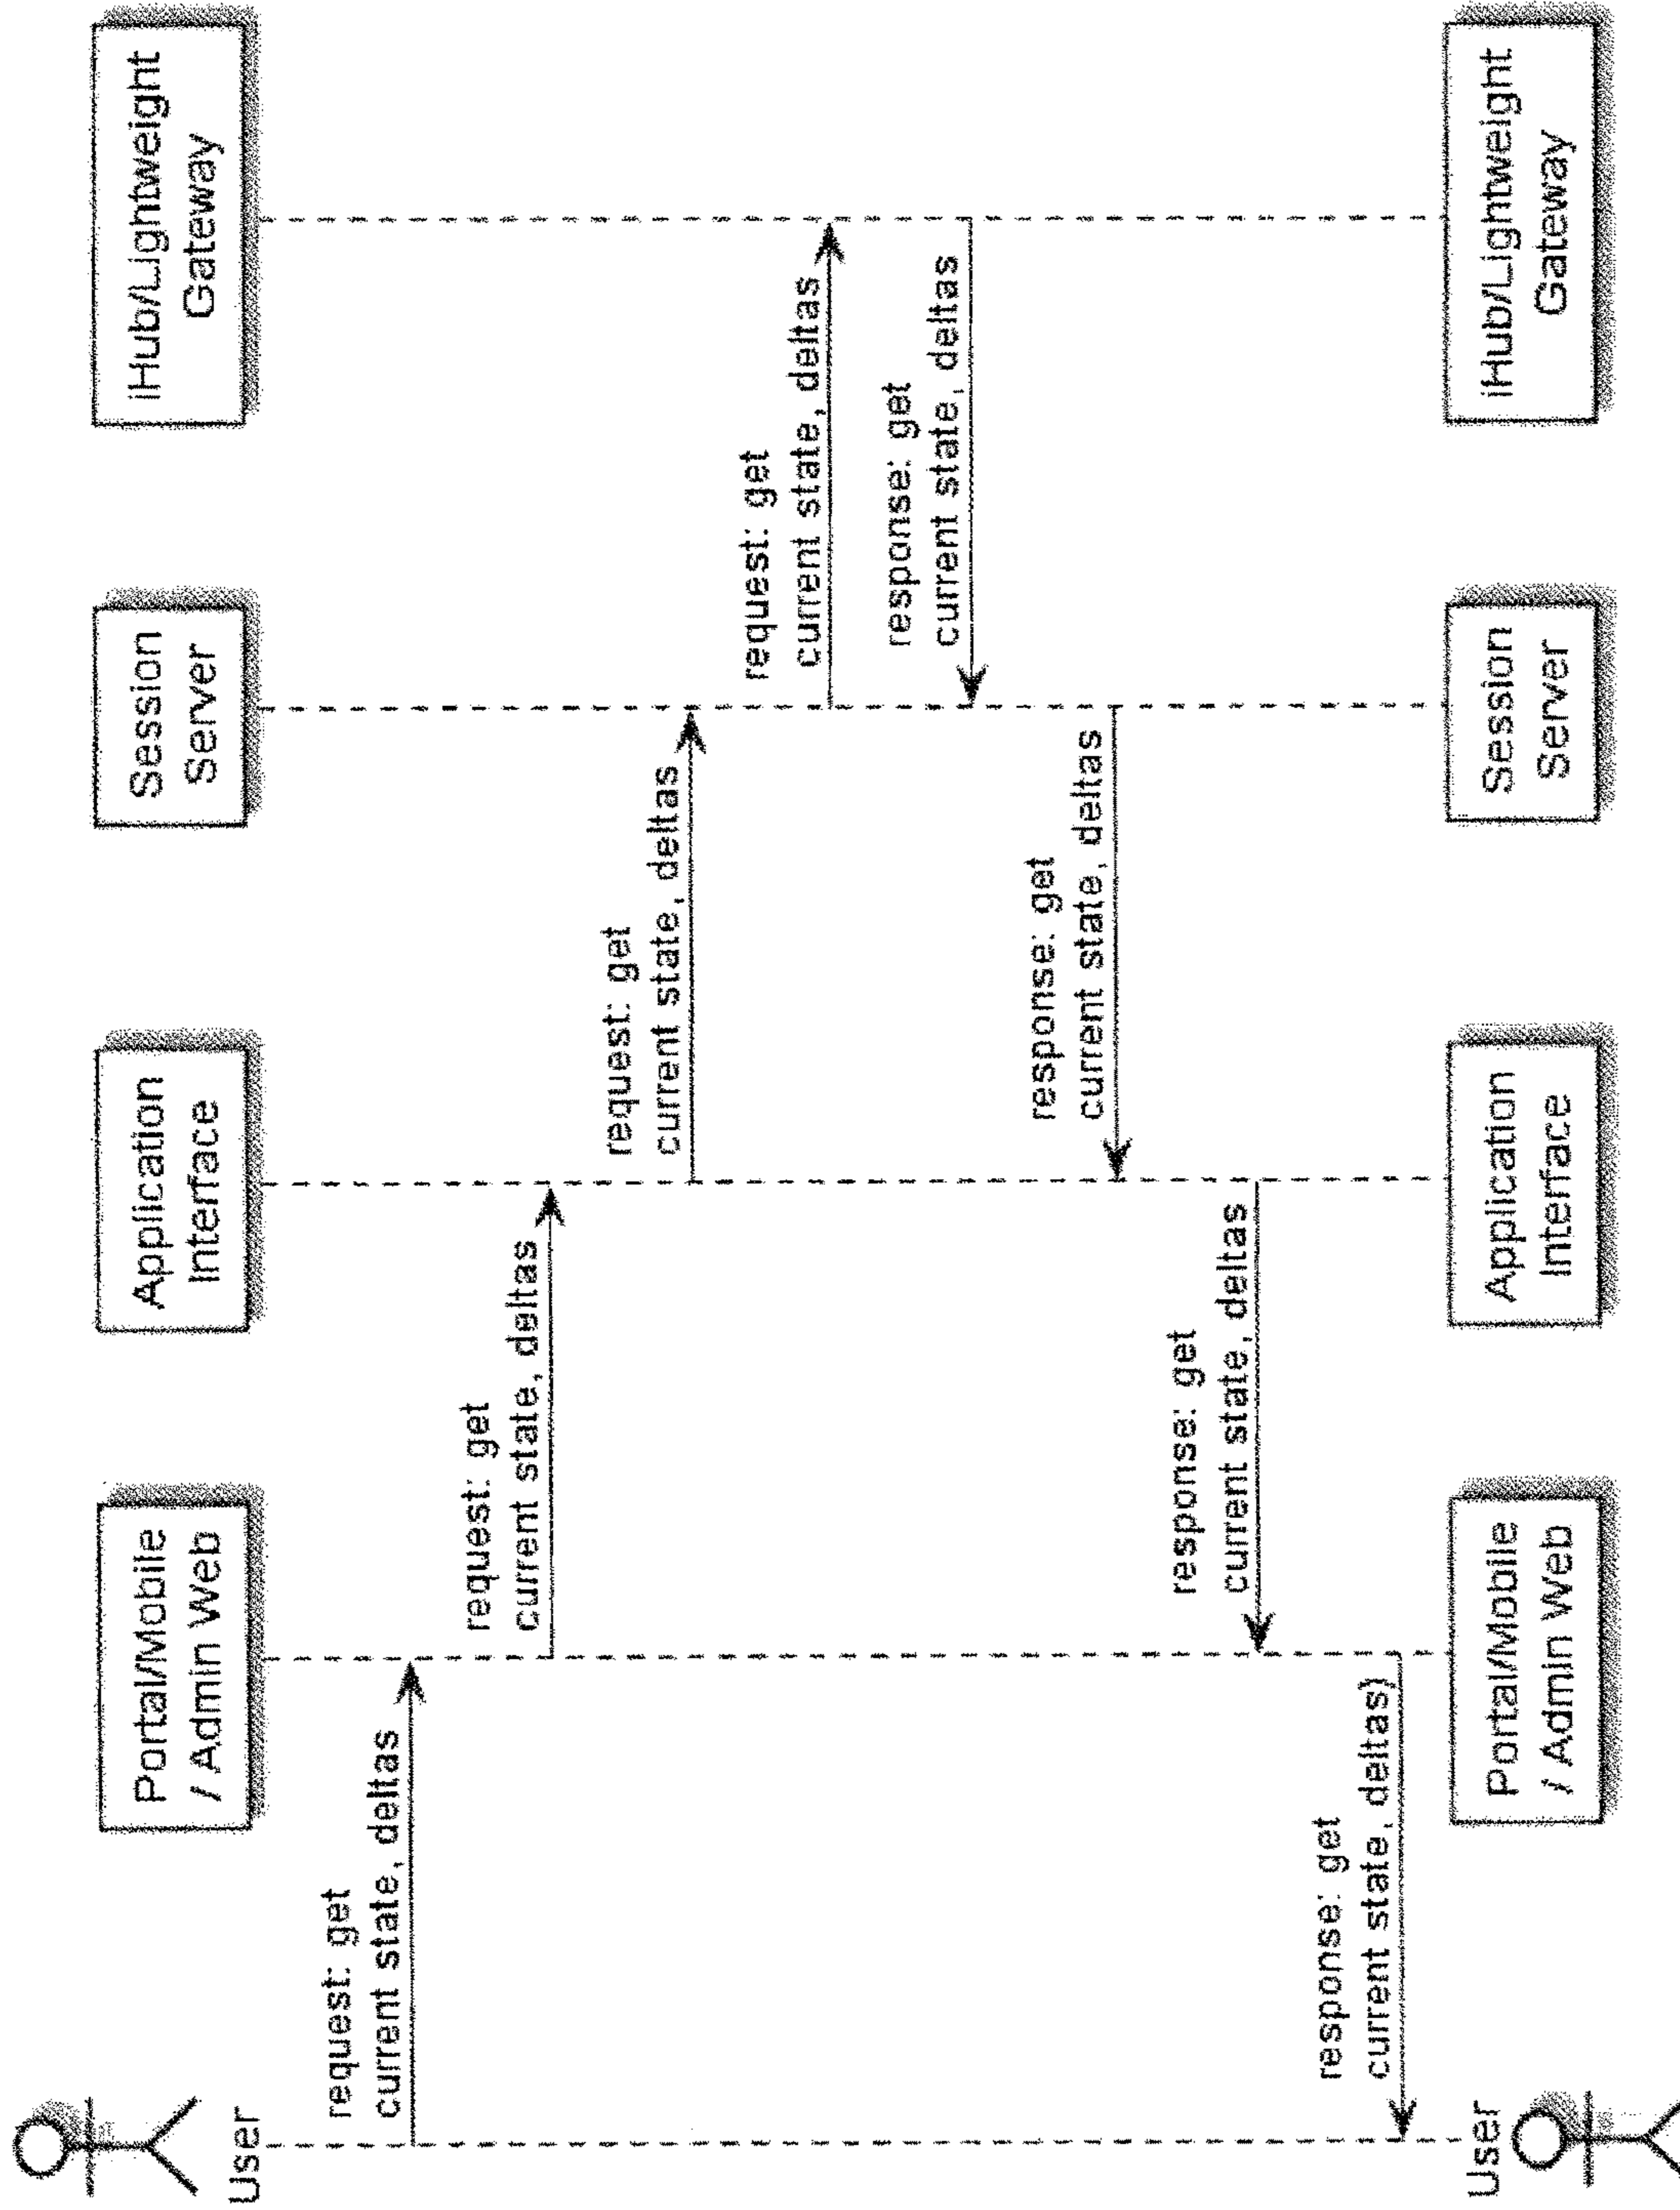 User
Portal/Mobile
/ Admin Web
Application
Interface
Session
Server
iHub/Lightweight
Gateway
request: get
current state, deltas
request: get
current state, deltas
request: get
current state, deltas
request: get
current state, deltas
response: get
current state, deltas
response: get
current state, deltas
response: get
current state, deltas
response: get
current state, deltas)
User
Portal/Mobile
/ Admin Web
Application
Interface
Session
Server
iHub/Lightweight
Gateway